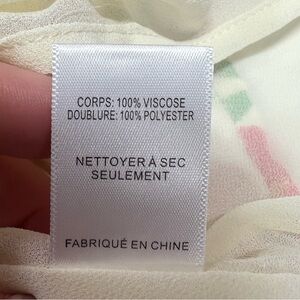 CORPS: 100% VISCOSE
DOUBLURE: 100% POLYESTER
NETTOYER À SEC
SEULEMENT
FABRIQUÉ EN CHINE